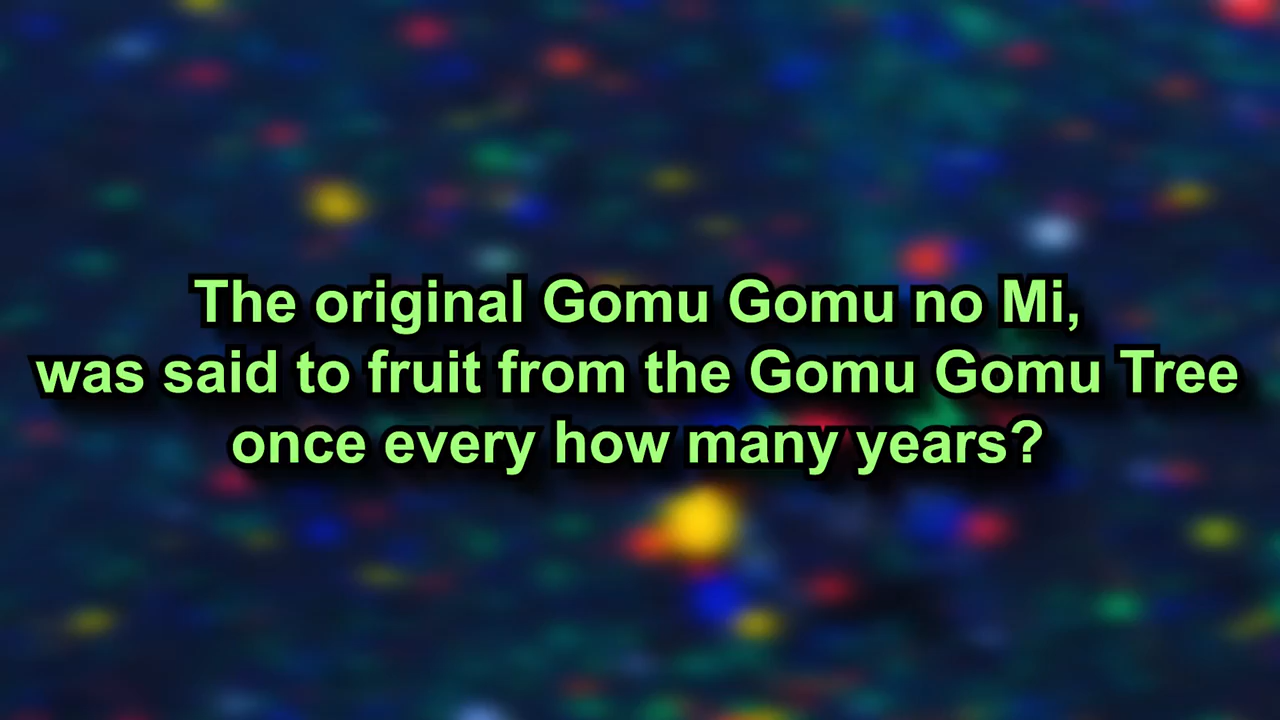 The original Gomu Gomu no Mi,
was said to fruit from the Gomu Gomu Tree
once every how many years?